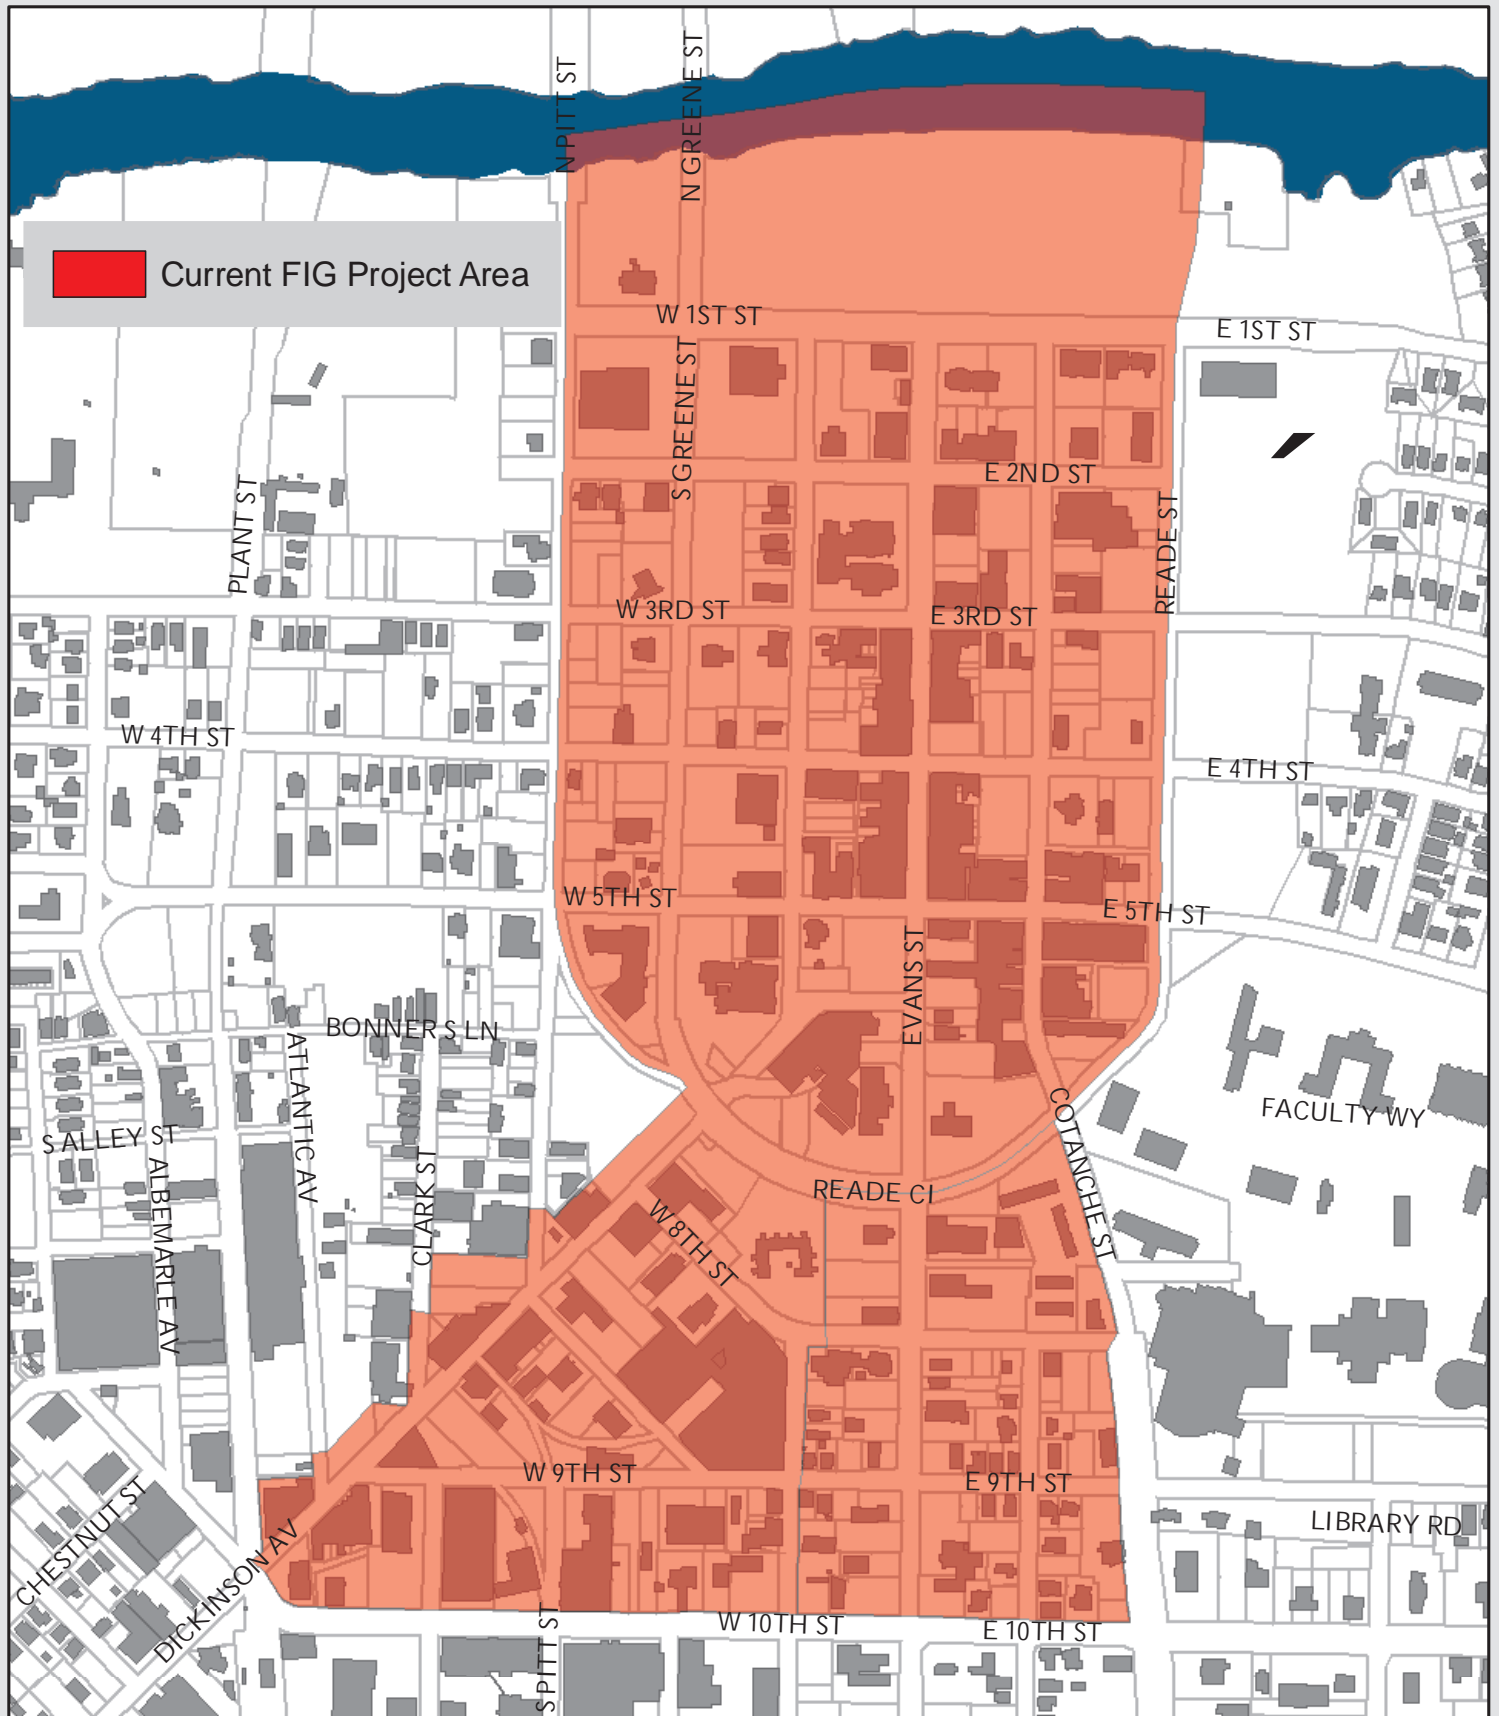 N PITT ST
N GREENE ST
Current FIG Project Area
W 1ST ST
E 1ST ST
S GREENE ST
E 2ND ST
PLANT ST
READE ST
W 3RD ST
E 3RD ST
W 4TH ST
E 4TH ST
W 5TH ST
E 5TH ST
EVANS ST
BONNERS LN
ATLANTIC AV
FACULTY WY
COTANCHE ST
S ALLEY ST
ALBEMARLE AV
CLARK ST
READE CI
W 8TH ST
W 9TH ST
E 9TH ST
CHESTNUT ST
LIBRARY RD
DICKINSON AV
S PITT ST
W 10TH ST
E 10TH ST